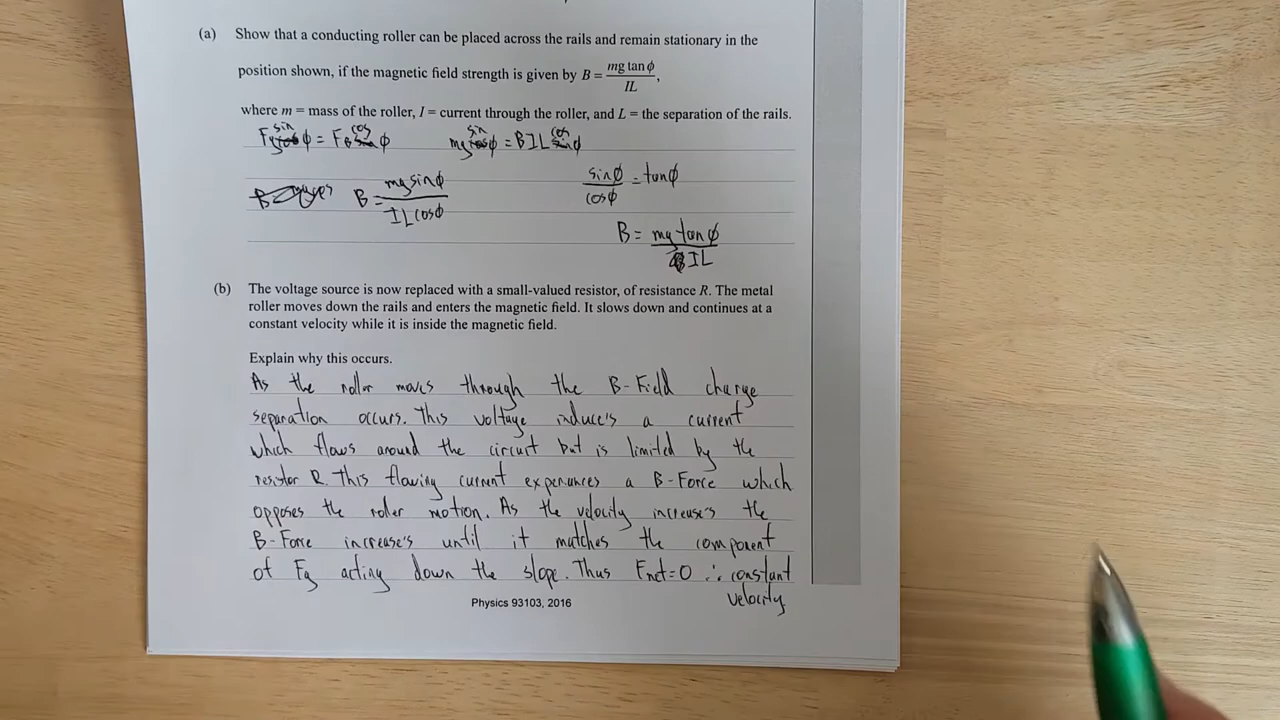 (a) Show that a conducting roller can be placed across the rails and remain stationary in the
position shown, if the magnetic field strength is given by B = mg tan ϕ / IL,
where m = mass of the roller, I = current through the roller, and L = the separation of the rails.
Fg sin ϕ = FB cos ϕ mg sin ϕ = BIL cos ϕ
B = mg sin ϕ / IL cos ϕ
sin ϕ / cos ϕ = tan ϕ
B = mg tan ϕ / IL
(b) The voltage source is now replaced with a small-valued resistor, of resistance R. The metal
roller moves down the rails and enters the magnetic field. It slows down and continues at a
constant velocity while it is inside the magnetic field.
Explain why this occurs.
As the roller moves through the B-Field charge
separation occurs. This voltage induce's a current
which flows around the circuit but is limited by the
resistor R. This flowing current experiences a B-Force which
opposes the roller motion. As the velocity increase's the
B-Force increase's until it matches the component
of Fg acting down the slope. Thus Fnet=0 ∴ constant
velocity
Physics 93103, 2016